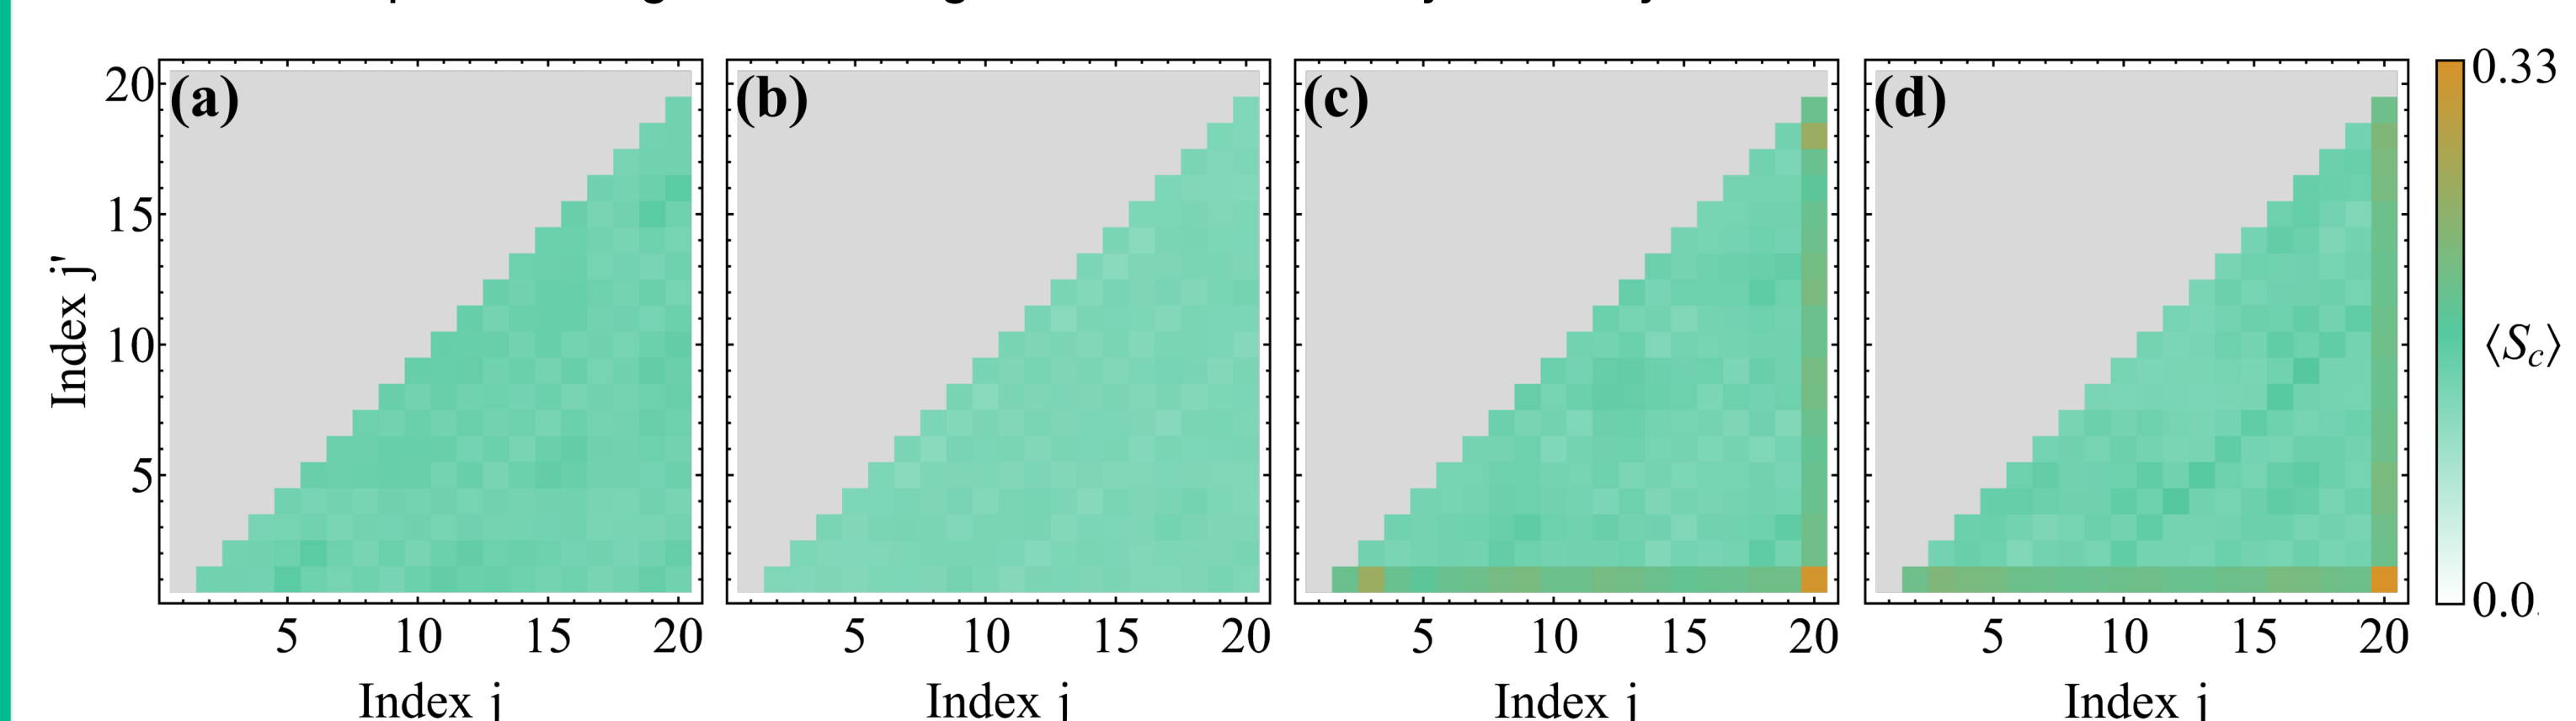 (a) (b) (c) (d)
20
15
10
5
Index j'
5 10 15 20 5 10 15 20 5 10 15 20 5 10 15 20
Index j Index j Index j Index j
0.33
⟨S_c⟩
0.0